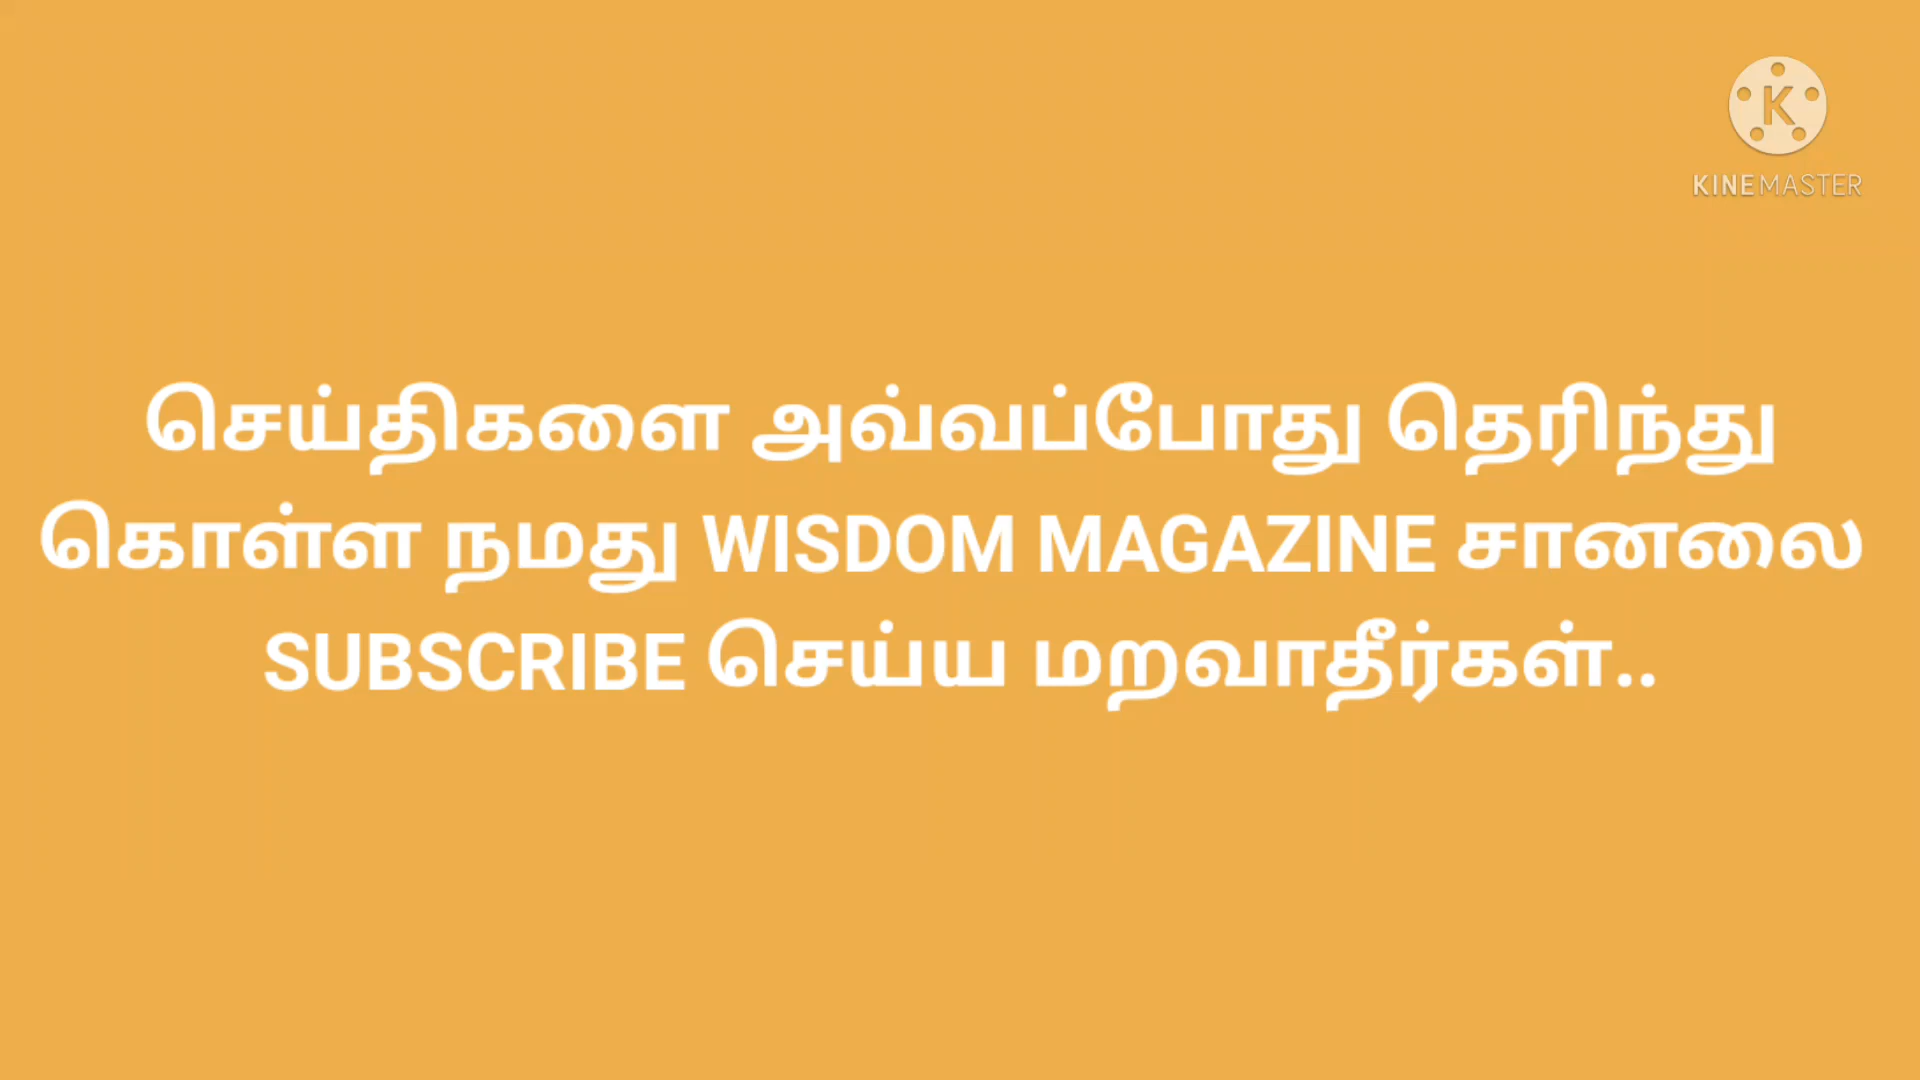 KINEMASTER
செய்திகளை அவ்வப்போது தெரிந்து
கொள்ள நமது WISDOM MAGAZINE சானலை
SUBSCRIBE செய்ய மறவாதீர்கள்..